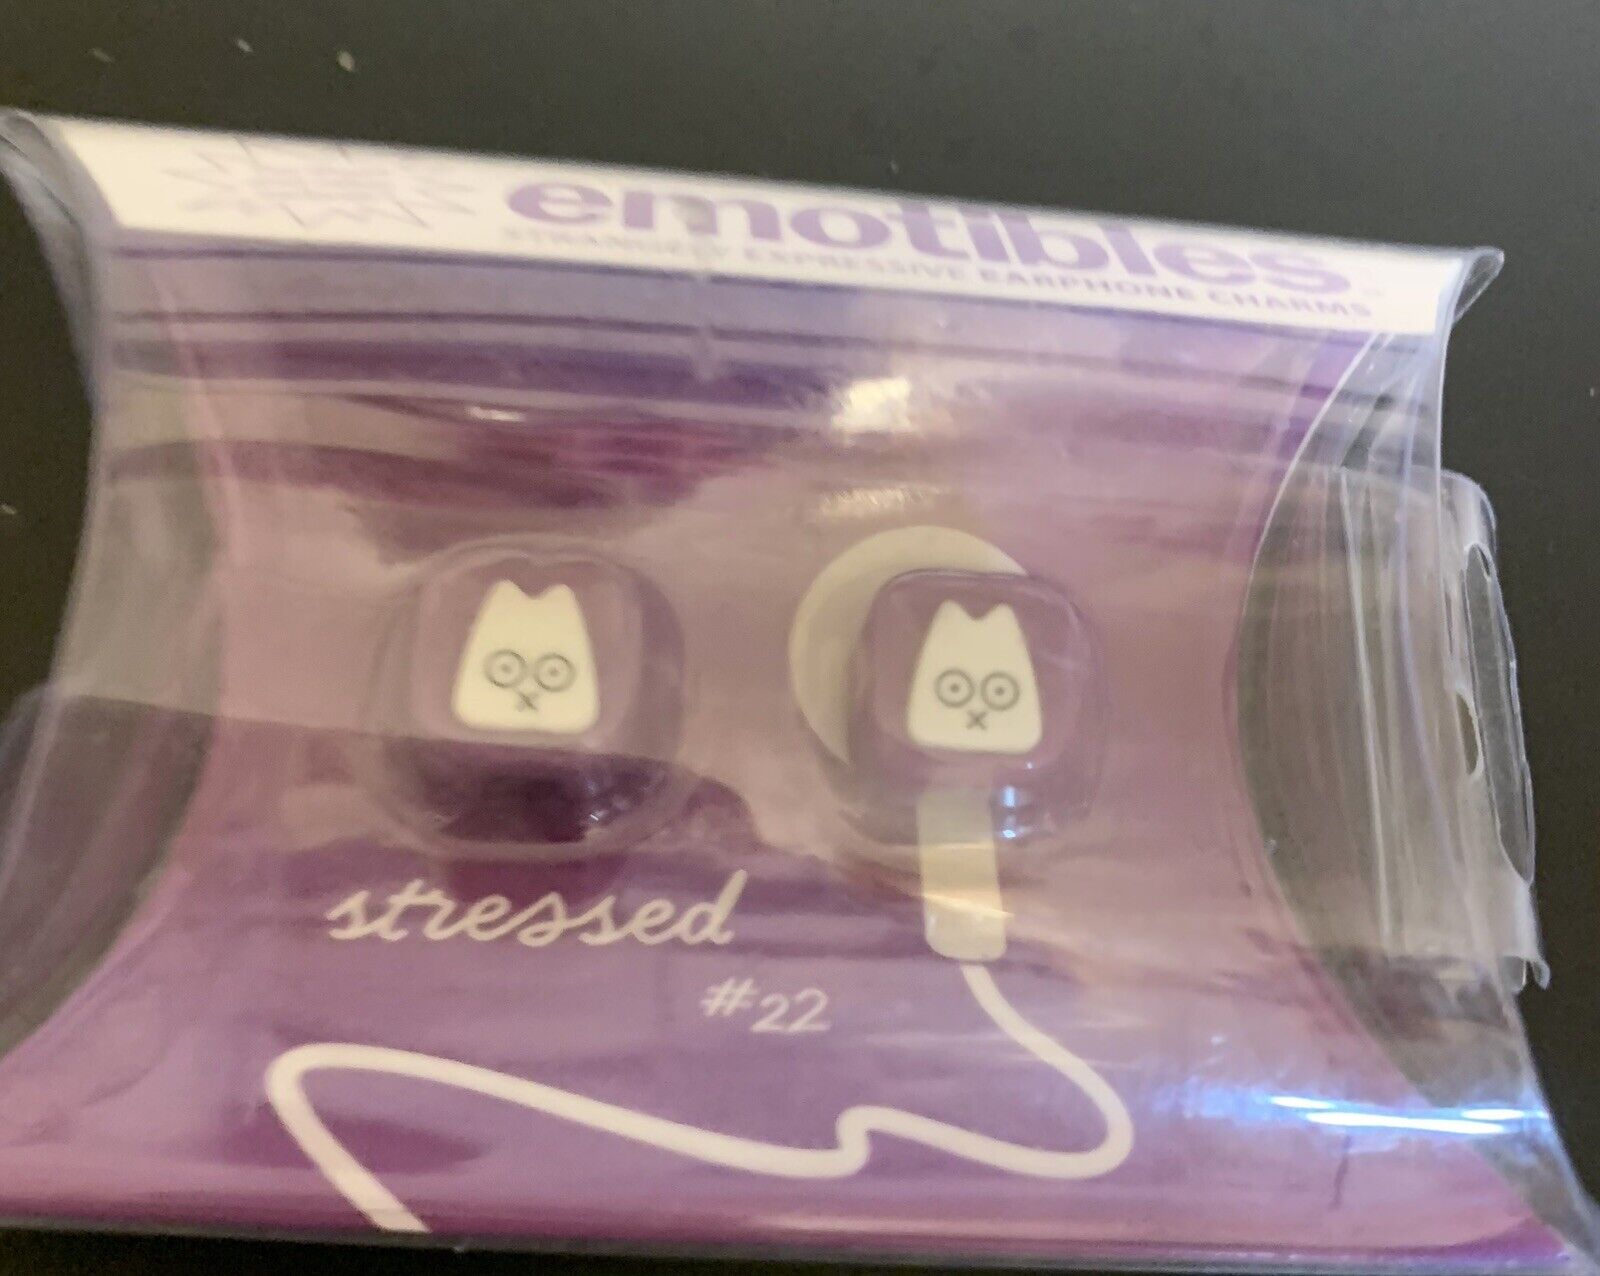 emotibles
STRANGELY EXPRESSIVE EARPHONE CHARMS
stressed
#22